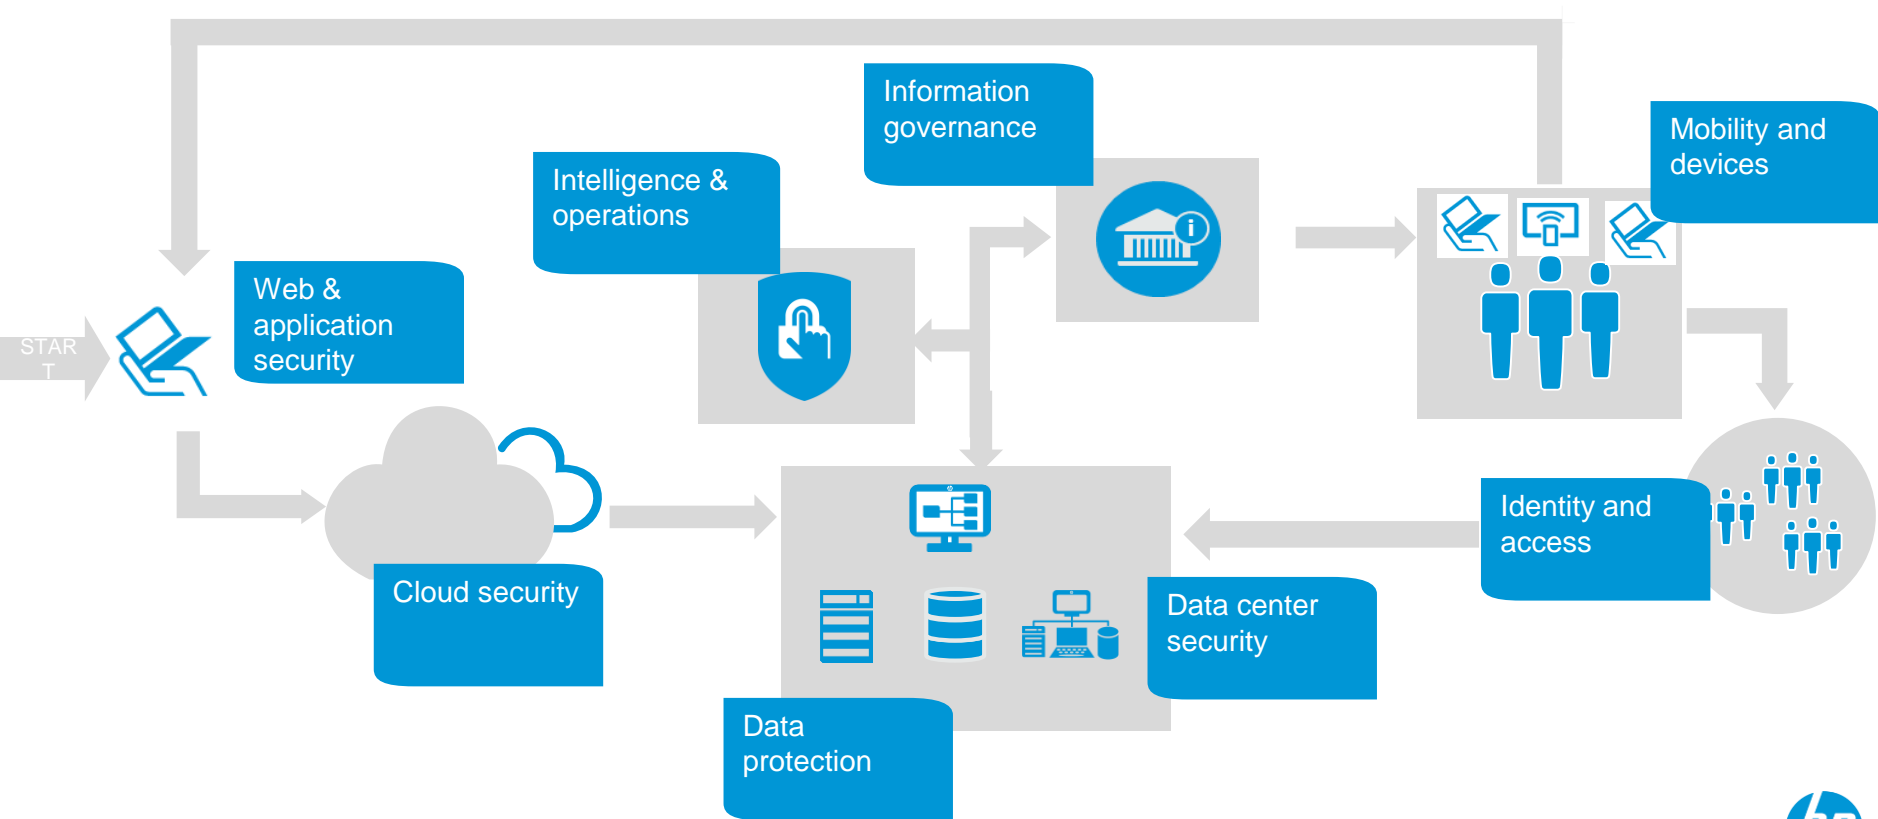 Information
governance
Mobility and
devices
Intelligence &
operations
Web &
application
security
STAR
T
Identity and
access
Cloud security
Data center
security
Data
protection
hp